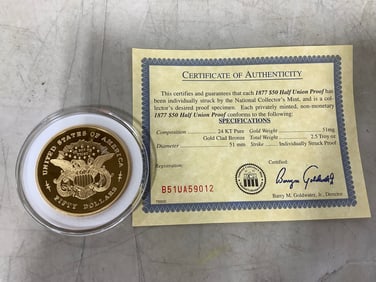 UNITED STATES OF AMERICA
FIFTY DOLLARS
CERTIFICATE OF AUTHENTICITY
This certifies and guarantees that each 1877 $50 Half Union Proof has
been individually struck by the National Collector's Mint, and is a col-
lector's desired proof specimen. Each privately minted, non-monetary
1877 $50 Half Union Proof conforms to the following:
SPECIFICATIONS
Composition 24 KT Pure Gold Weight 31mg
Gold Clad Bronze Total Weight 2.5 Troy oz
Diameter 51 mm Strike Individually Struck Proof
Registration:
Certified:
B51UA59012
Barry M. Goldwater, Jr., Director